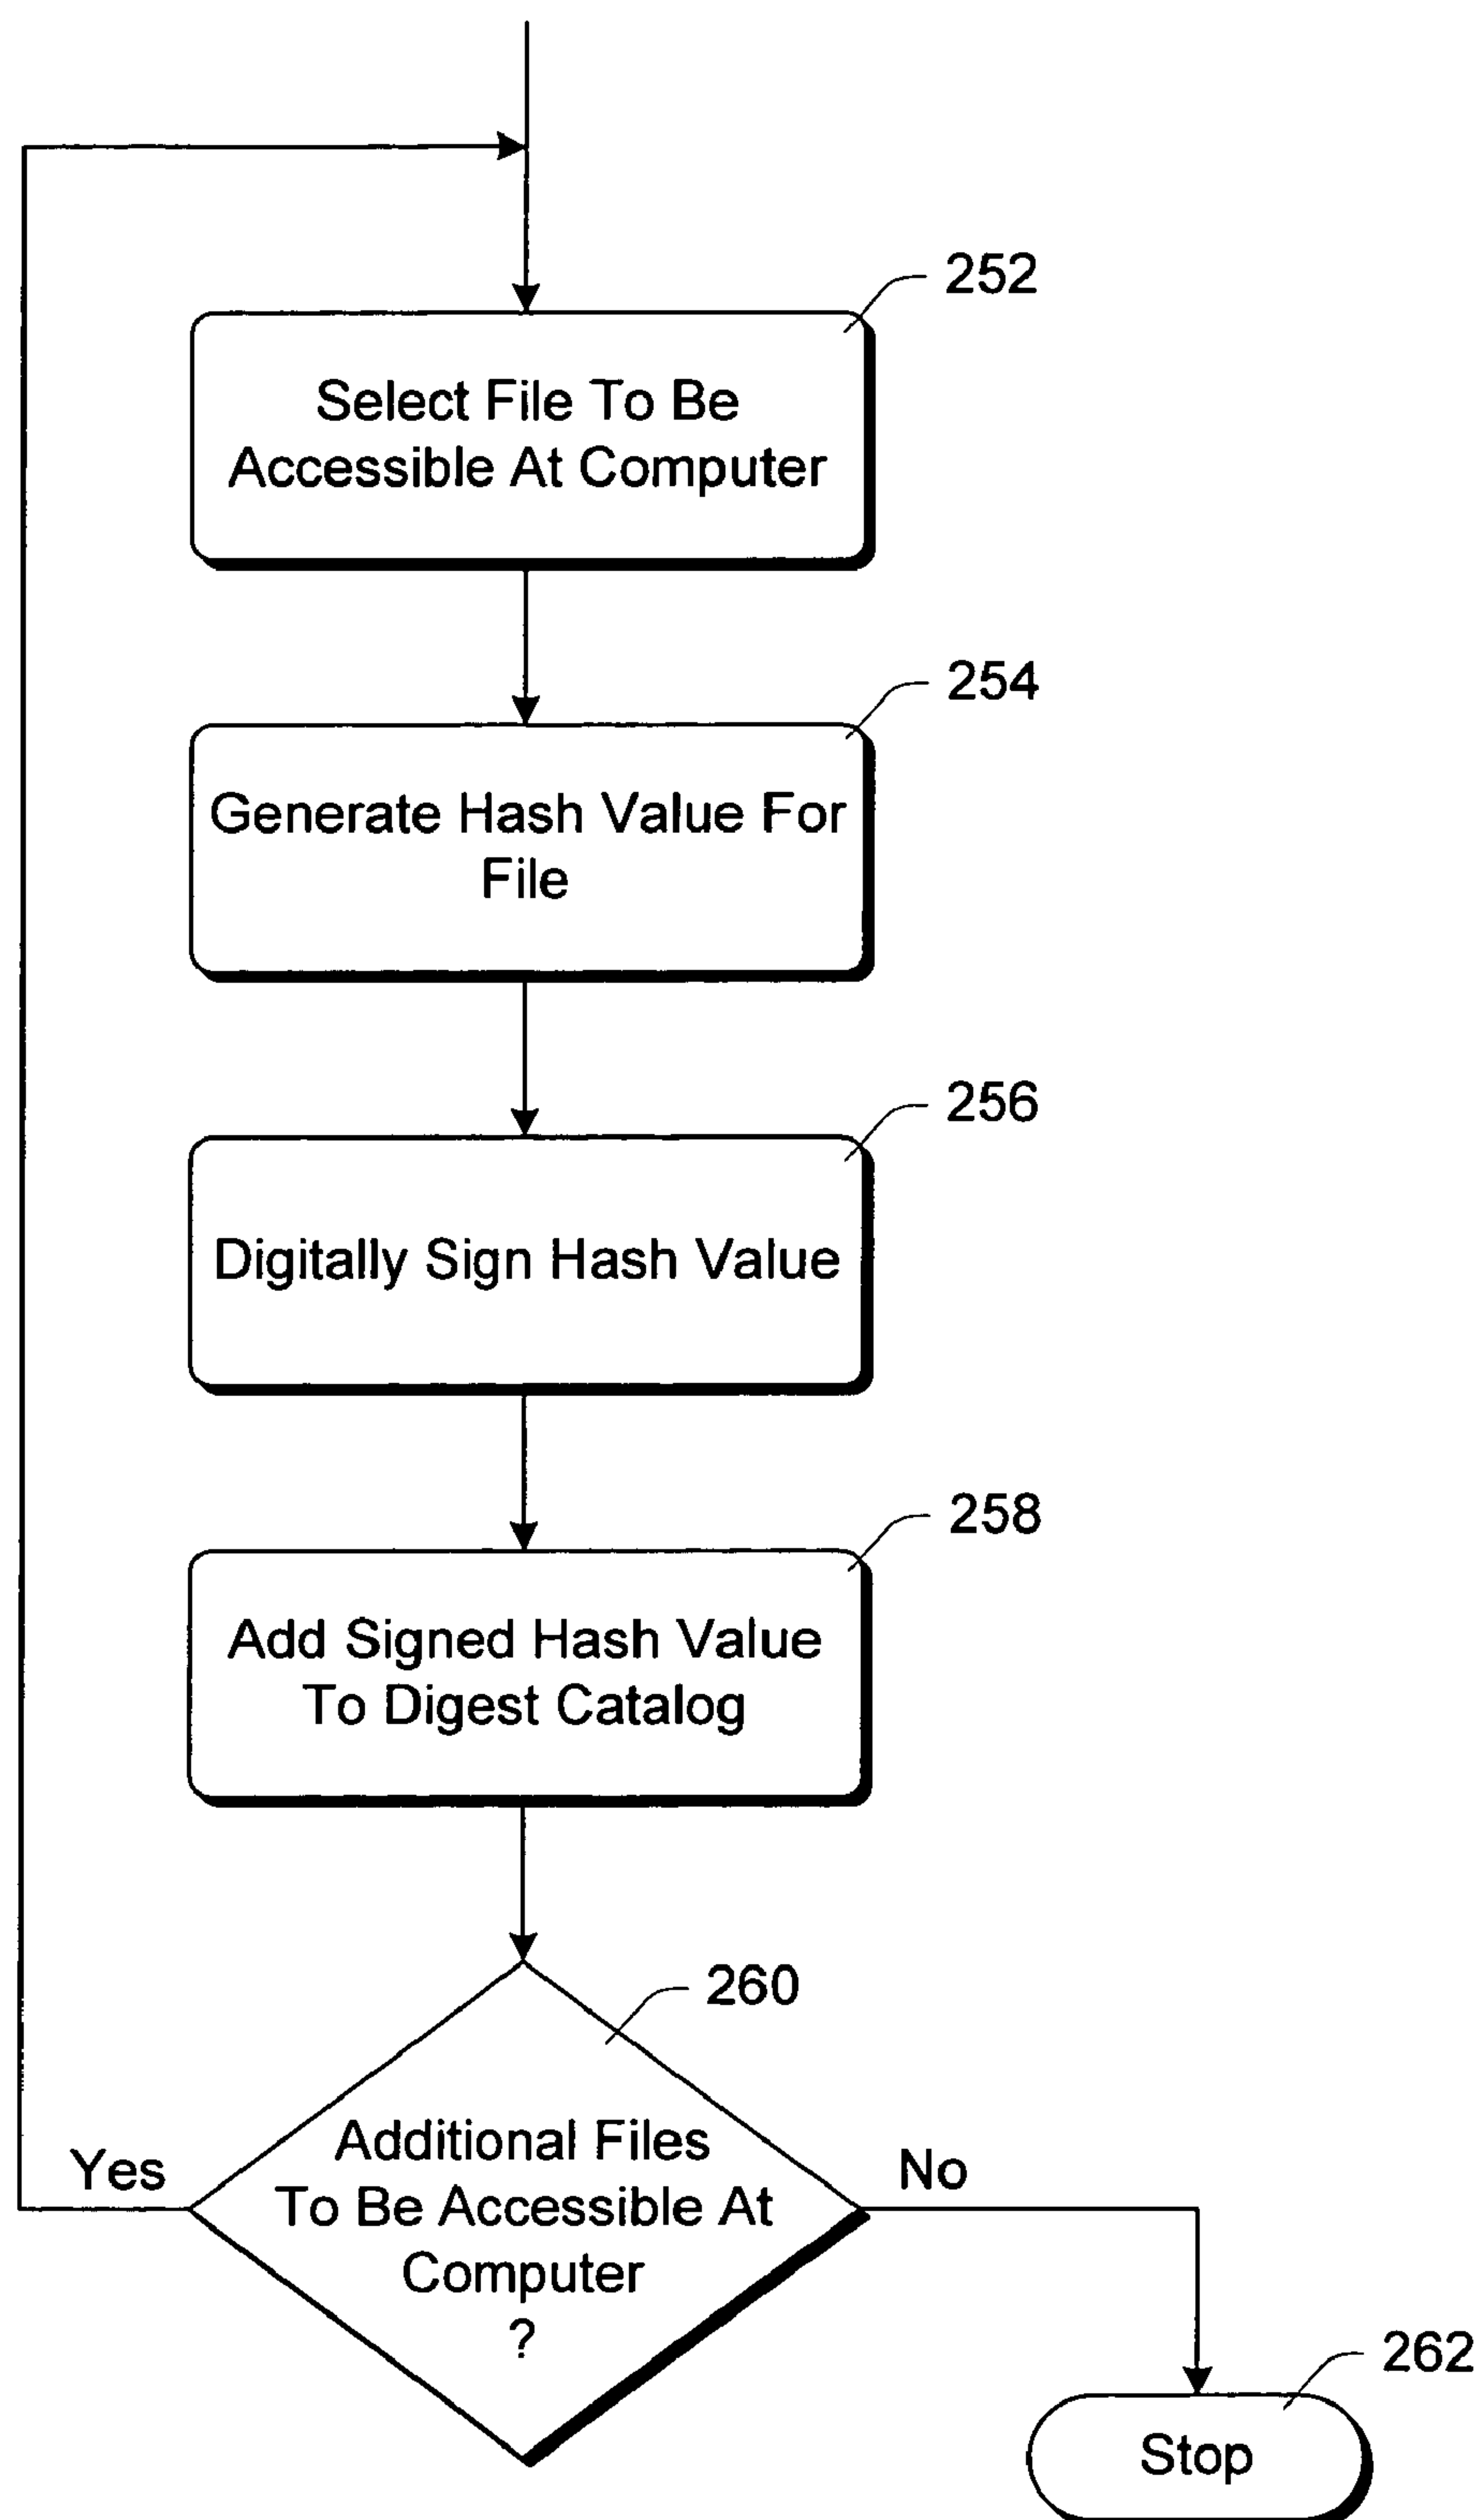 252
Select File To Be
Accessible At Computer
254
Generate Hash Value For
File
256
Digitally Sign Hash Value
258
Add Signed Hash Value
To Digest Catalog
260
Additional Files
To Be Accessible At
Computer
?
Yes
No
262
Stop